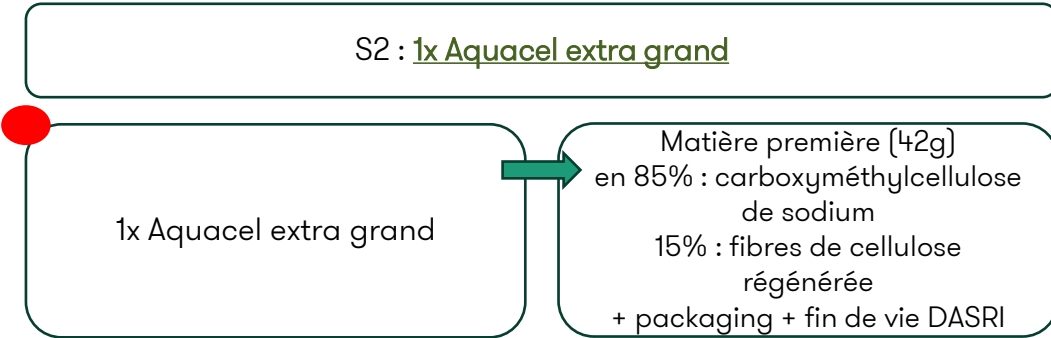 S2 : 1x Aquacel extra grand
1x Aquacel extra grand
Matière première (42g)
en 85% : carboxyméthylcellulose
de sodium
15% : fibres de cellulose
régénérée
+ packaging + fin de vie DASRI